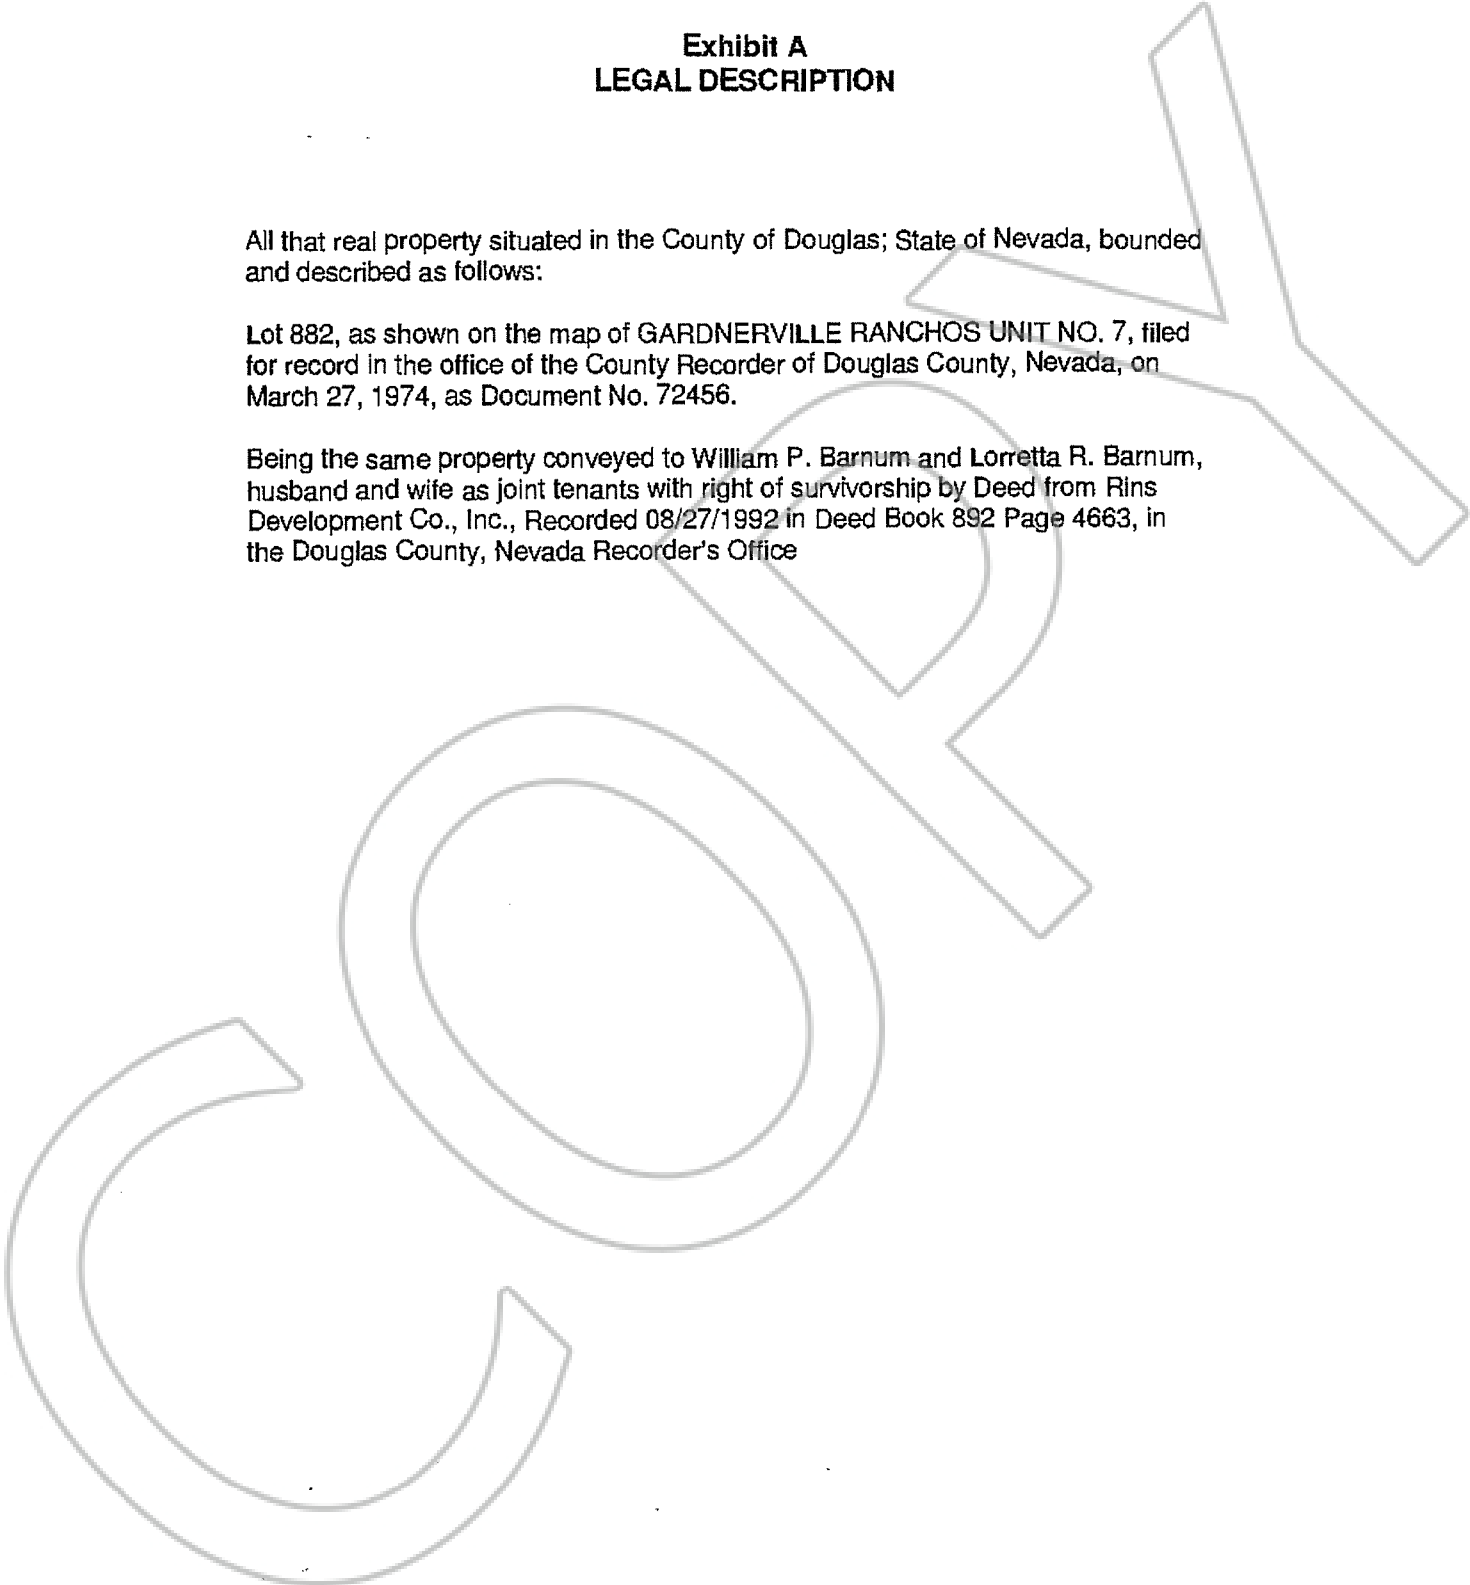 Exhibit A
LEGAL DESCRIPTION
All that real property situated in the County of Douglas; State of Nevada, bounded
and described as follows:
Lot 882, as shown on the map of GARDNERVILLE RANCHOS UNIT NO. 7, filed
for record in the office of the County Recorder of Douglas County, Nevada, on
March 27, 1974, as Document No. 72456.
Being the same property conveyed to William P. Barnum and Lorretta R. Barnum,
husband and wife as joint tenants with right of survivorship by Deed from Rins
Development Co., Inc., Recorded 08/27/1992 in Deed Book 892 Page 4663, in
the Douglas County, Nevada Recorder's Office
COPY